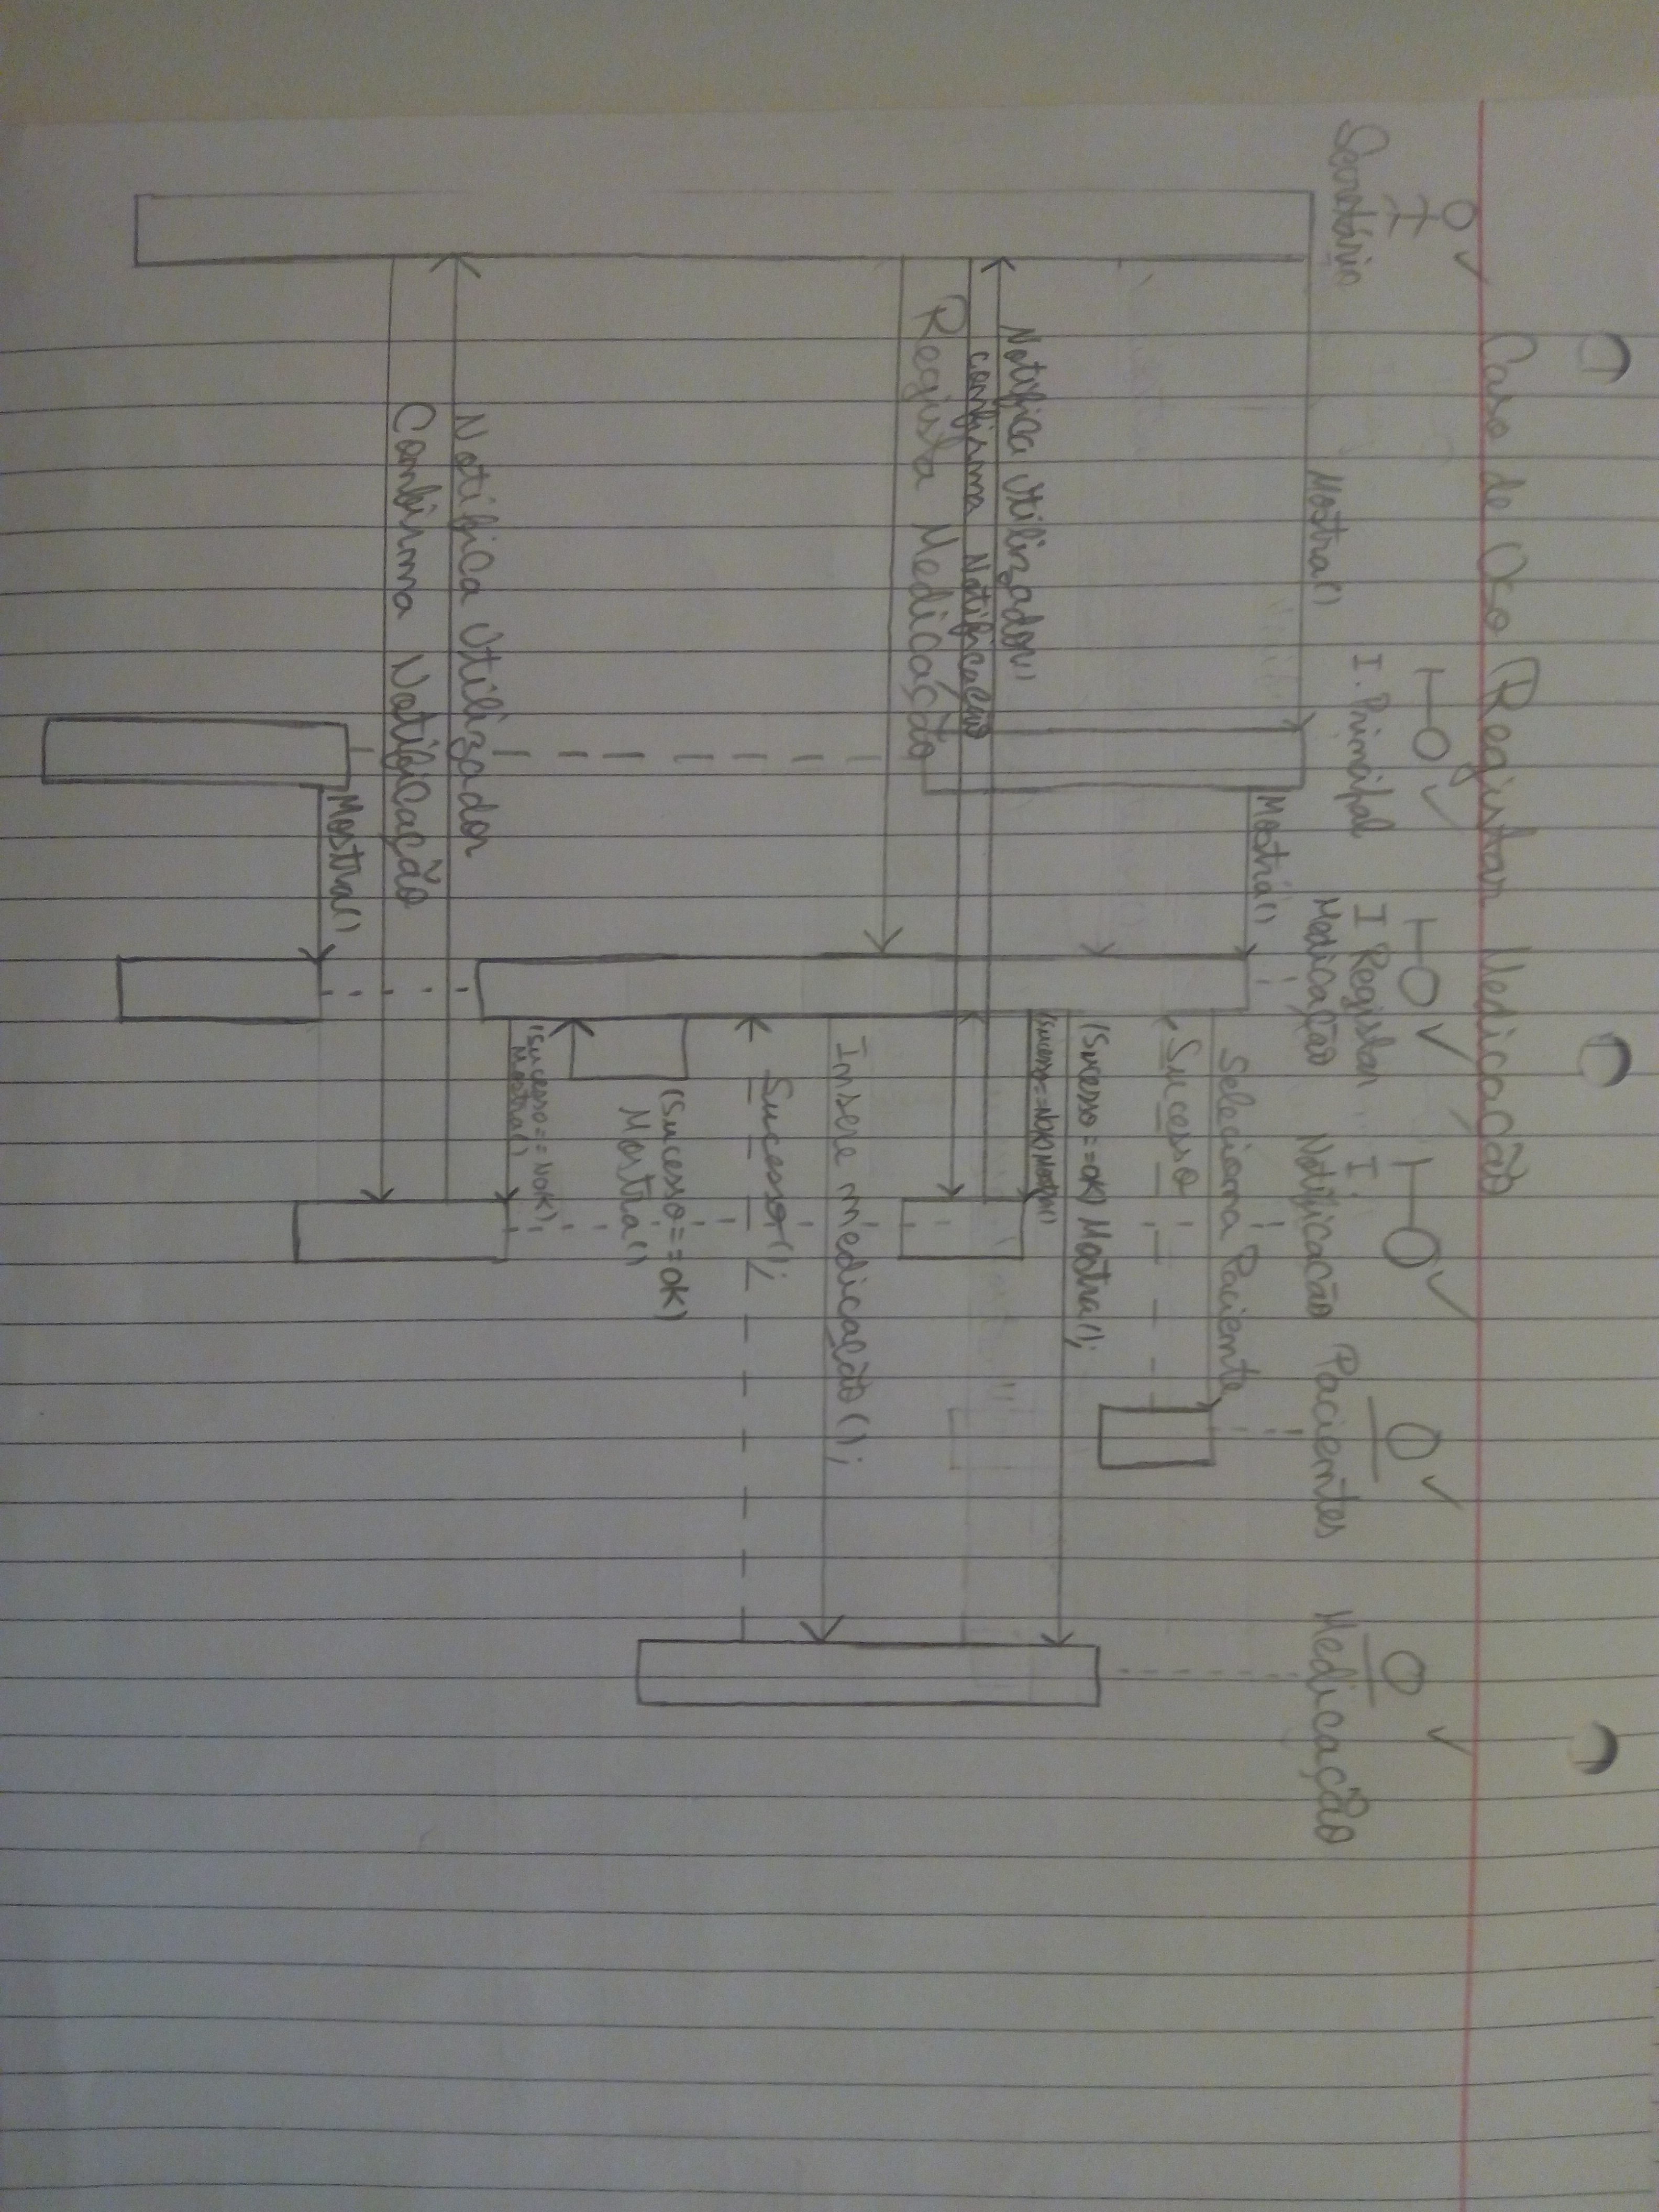 Caso de Uso Registar Medicação
Secretário
I. Principal
I Registar
Medicação
I.
Notificação
Pacientes
Medicação
Mostra()
Mostra()
Seleciona Paciente
Sucesso
(Sucesso==OK) Mostra();
(Sucesso==NOK) Mostra()
Notifica Utilizador
confirma Notificação
Regista Medicação
Insere medicação();
Sucesso();
(Sucesso==OK)
Mostra()
(Sucesso==NOK)
Mostra()
Notifica Utilizador
Confirma Notificação
Mostra()